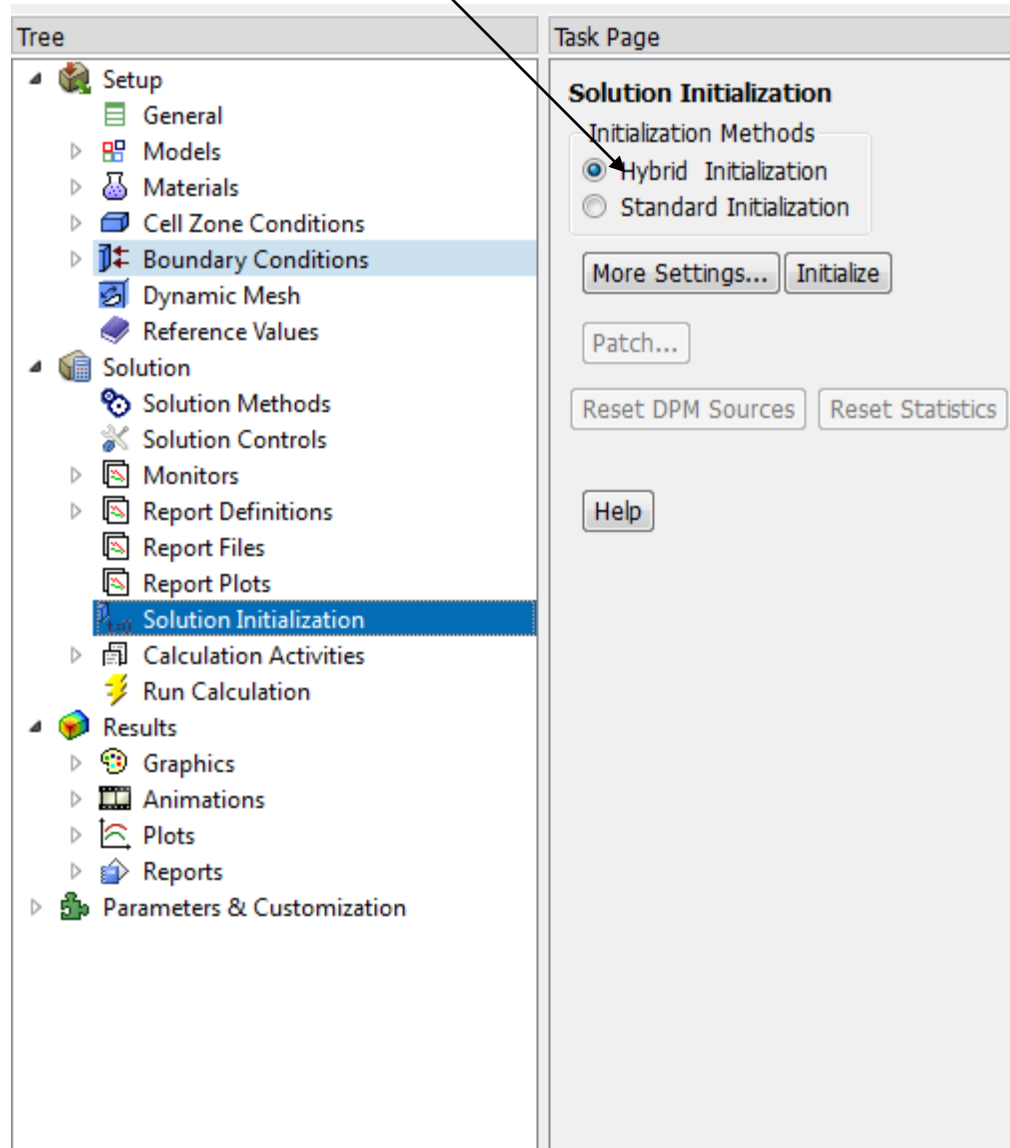 Tree
Setup
General
Models
Materials
Cell Zone Conditions
Boundary Conditions
Dynamic Mesh
Reference Values
Solution
Solution Methods
Solution Controls
Monitors
Report Definitions
Report Files
Report Plots
t=0 Solution Initialization
Calculation Activities
Run Calculation
Results
Graphics
Animations
Plots
Reports
Parameters & Customization
Task Page
Solution Initialization
Initialization Methods
Hybrid Initialization
Standard Initialization
More Settings... Initialize
Patch...
Reset DPM Sources Reset Statistics
Help